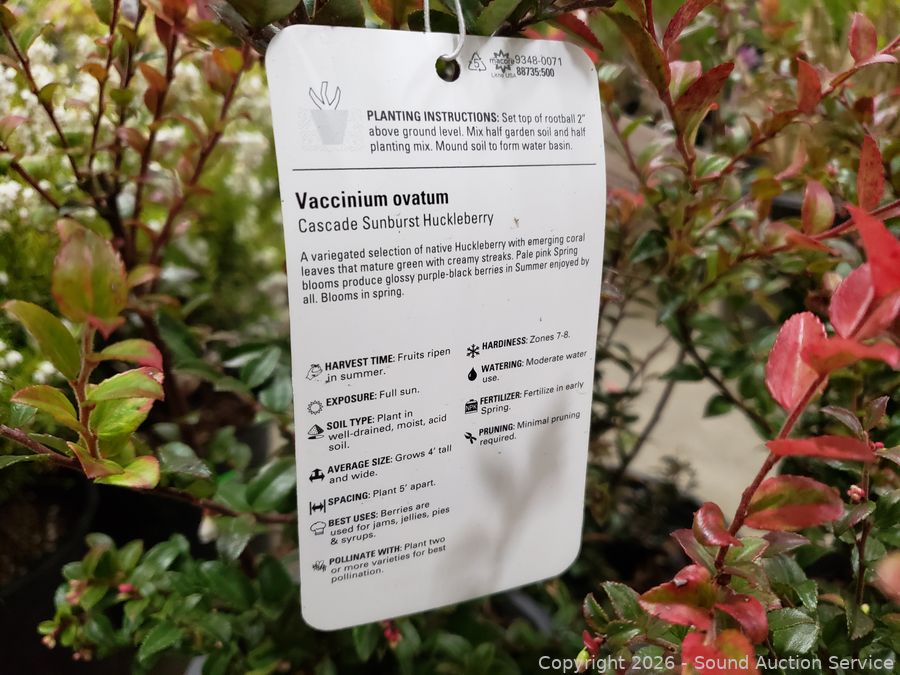 macore 9348-0071
LANE USA 88735:500
PLANTING INSTRUCTIONS: Set top of rootball 2"
above ground level. Mix half garden soil and half
planting mix. Mound soil to form water basin.
Vaccinium ovatum
Cascade Sunburst Huckleberry
A variegated selection of native Huckleberry with emerging coral
leaves that mature green with creamy streaks. Pale pink Spring
blooms produce glossy purple-black berries in Summer enjoyed by
all. Blooms in spring.
HARVEST TIME: Fruits ripen
in summer.
EXPOSURE: Full sun.
SOIL TYPE: Plant in
well-drained, moist, acid
soil.
AVERAGE SIZE: Grows 4' tall
and wide.
SPACING: Plant 5' apart.
BEST USES: Berries are
used for jams, jellies, pies
& syrups.
POLLINATE WITH: Plant two
or more varieties for best
pollination.
HARDINESS: Zones 7-8.
WATERING: Moderate water
use.
NPK
FERTILIZER: Fertilize in early
Spring.
PRUNING: Minimal pruning
required.
Copyright © 2026 - Sound Auction Service